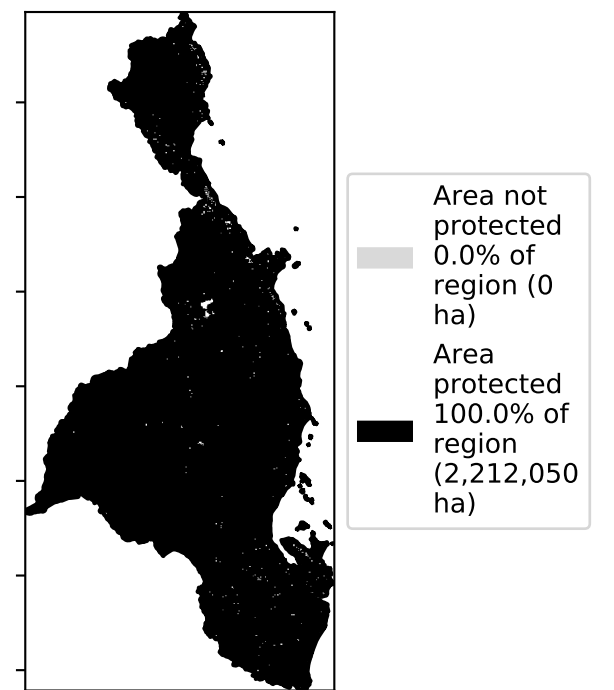 Area not
protected
0.0% of
region (0
ha)
Area
protected
100.0% of
region
(2,212,050
ha)